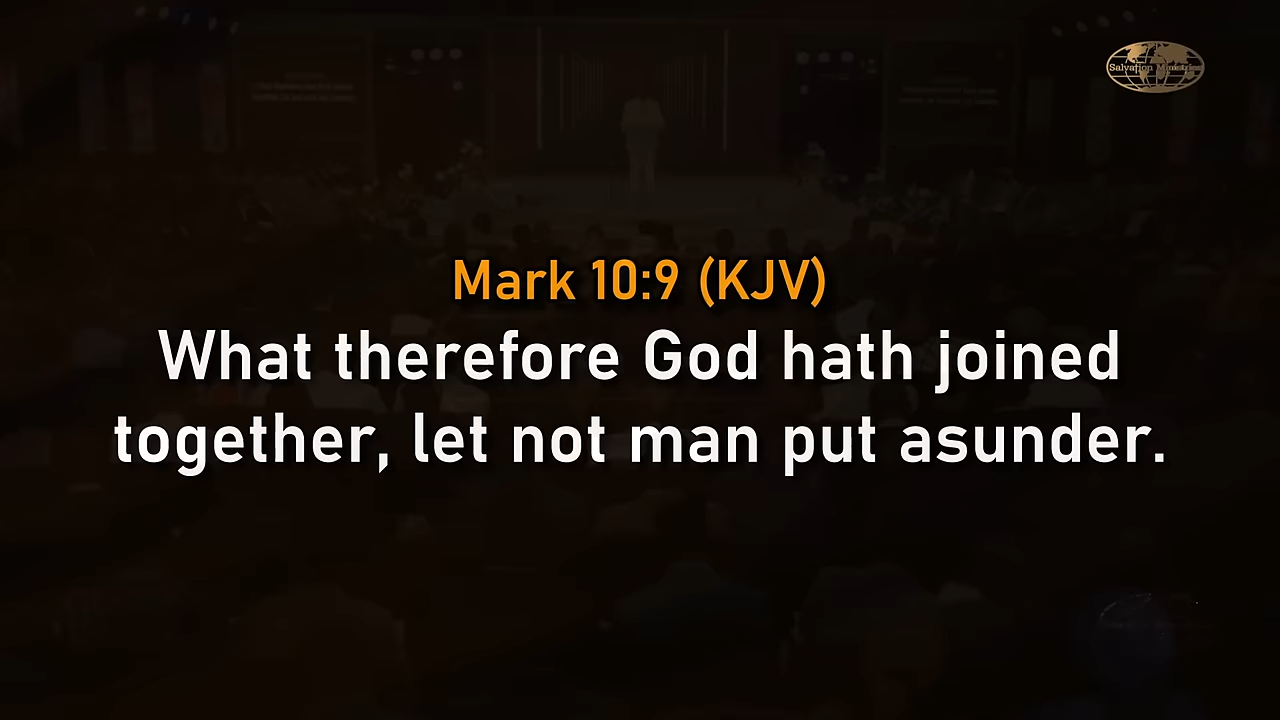 Salvation Ministries
Mark 10:9 (KJV)
What therefore God hath joined
together, let not man put asunder.